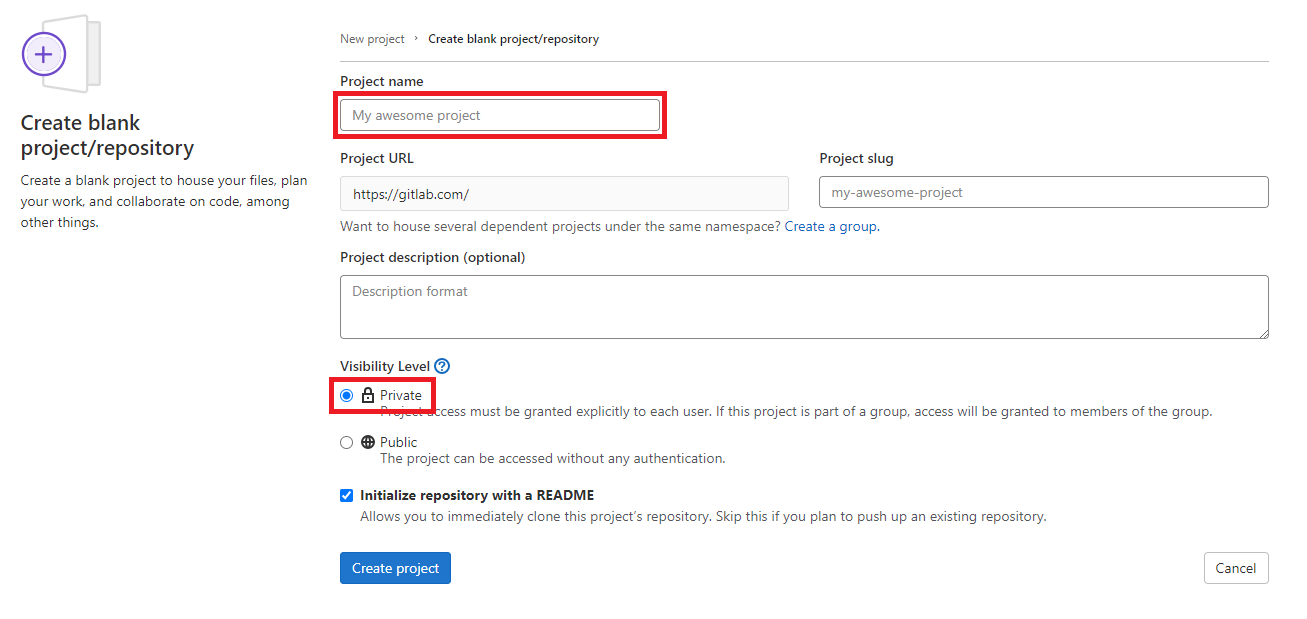 Create blank
project/repository
Create a blank project to house your files, plan
your work, and collaborate on code, among
other things.
New project › Create blank project/repository
Project name
My awesome project
Project URL
Project slug
https://gitlab.com/
my-awesome-project
Want to house several dependent projects under the same namespace? Create a group.
Project description (optional)
Description format
Visibility Level
Private
Project access must be granted explicitly to each user. If this project is part of a group, access will be granted to members of the group.
Public
The project can be accessed without any authentication.
Initialize repository with a README
Allows you to immediately clone this project’s repository. Skip this if you plan to push up an existing repository.
Create project
Cancel